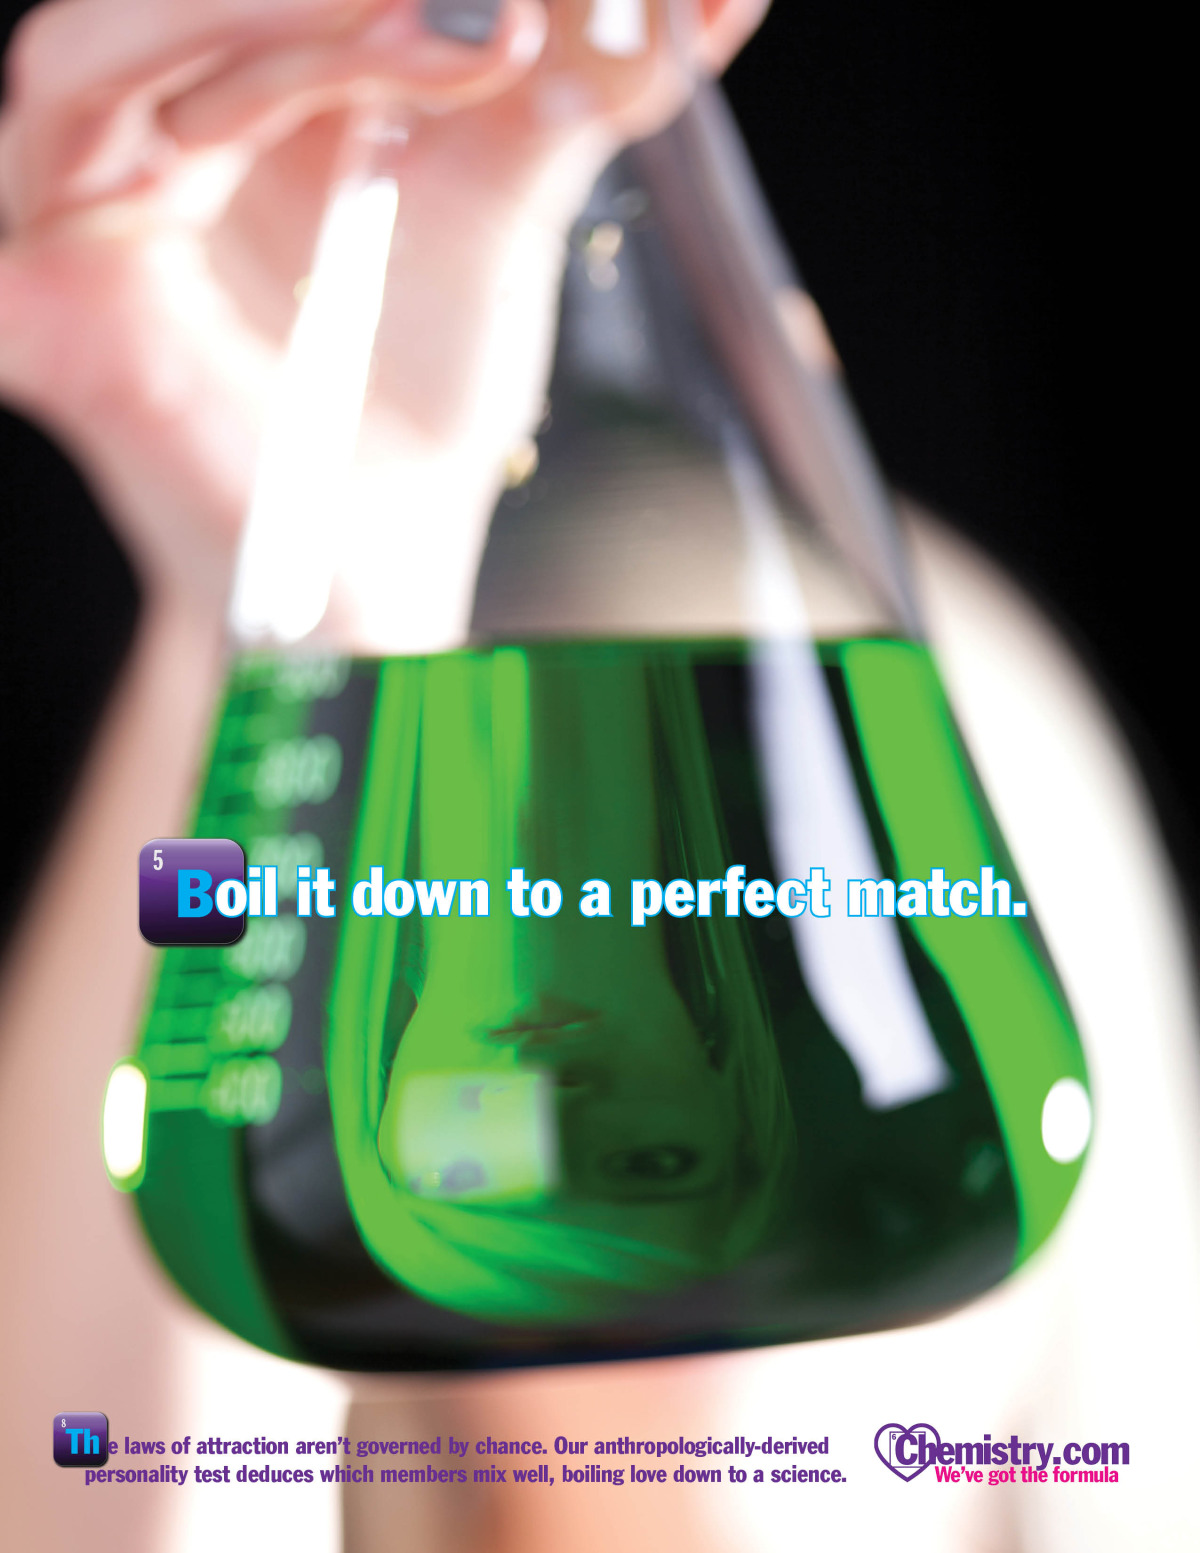 5
Boil it down to a perfect match.
8
The laws of attraction aren't governed by chance. Our anthropologically-derived
personality test deduces which members mix well, boiling love down to a science.
6
Chemistry.com
We've got the formula